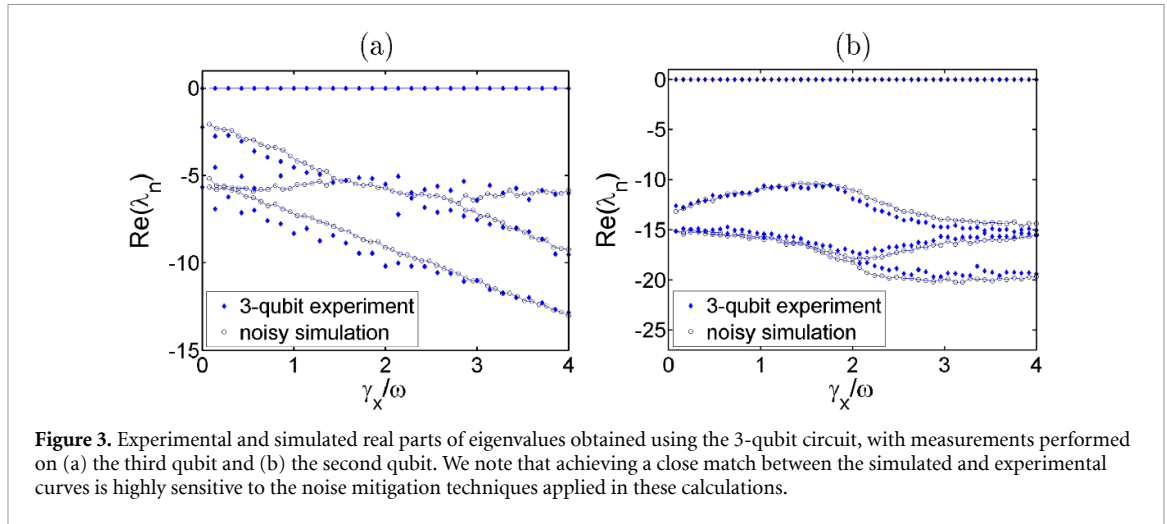 (a)
(b)
Re(λn)
0
-5
-10
-15
3-qubit experiment
noisy simulation
0
1
2
3
4
γx/ω
Re(λn)
0
-5
-10
-15
-20
-25
3-qubit experiment
noisy simulation
0
1
2
3
4
γx/ω
Figure 3. Experimental and simulated real parts of eigenvalues obtained using the 3-qubit circuit, with measurements performed
on (a) the third qubit and (b) the second qubit. We note that achieving a close match between the simulated and experimental
curves is highly sensitive to the noise mitigation techniques applied in these calculations.